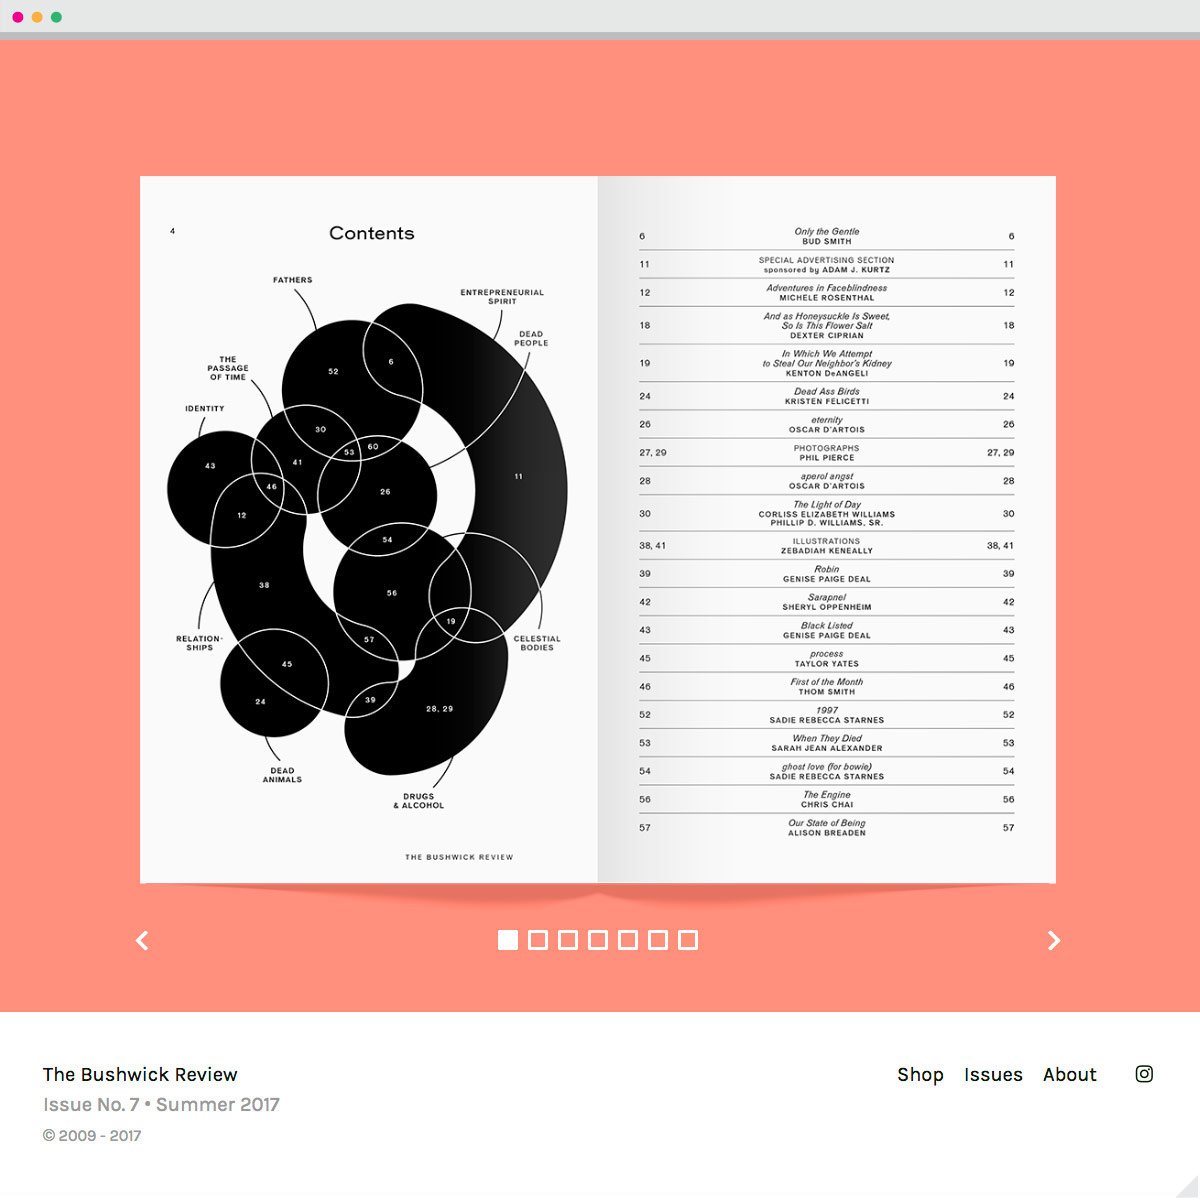 4
Contents
FATHERS
ENTREPRENEURIAL
SPIRIT
DEAD
PEOPLE
THE
PASSAGE
OF TIME
IDENTITY
6
52
30
60
53
41
43
46
26
11
12
54
38
56
19
57
RELATION-
SHIPS
CELESTIAL
BODIES
45
24
39
28, 29
DEAD
ANIMALS
DRUGS
& ALCOHOL
THE BUSHWICK REVIEW
6 Only the Gentle 6
BUD SMITH
SPECIAL ADVERTISING SECTION
11 sponsored by ADAM J. KURTZ 11
12 Adventures in Faceblindness 12
MICHELE ROSENTHAL
And as Honeysuckle Is Sweet,
18 So Is This Flower Salt 18
DEXTER CIPRIAN
In Which We Attempt
19 to Steal Our Neighbor's Kidney 19
KENTON DeANGELI
24 Dead Ass Birds 24
KRISTEN FELICETTI
26 eternity 26
OSCAR D'ARTOIS
27, 29 PHOTOGRAPHS 27, 29
PHIL PIERCE
28 aperol angst 28
OSCAR D'ARTOIS
The Light of Day
30 CORLISS ELIZABETH WILLIAMS 30
PHILLIP D. WILLIAMS, SR.
38, 41 ILLUSTRATIONS 38, 41
ZEBADIAH KENEALLY
39 Robin 39
GENISE PAIGE DEAL
42 Sarapnel 42
SHERYL OPPENHEIM
43 Black Listed 43
GENISE PAIGE DEAL
45 process 45
TAYLOR YATES
46 First of the Month 46
THOM SMITH
52 1997 52
SADIE REBECCA STARNES
53 When They Died 53
SARAH JEAN ALEXANDER
54 ghost love (for bowie) 54
SADIE REBECCA STARNES
56 The Engine 56
CHRIS CHAI
57 Our State of Being 57
ALISON BREADEN
The Bushwick Review
Shop Issues About
Issue No. 7 • Summer 2017
© 2009 - 2017